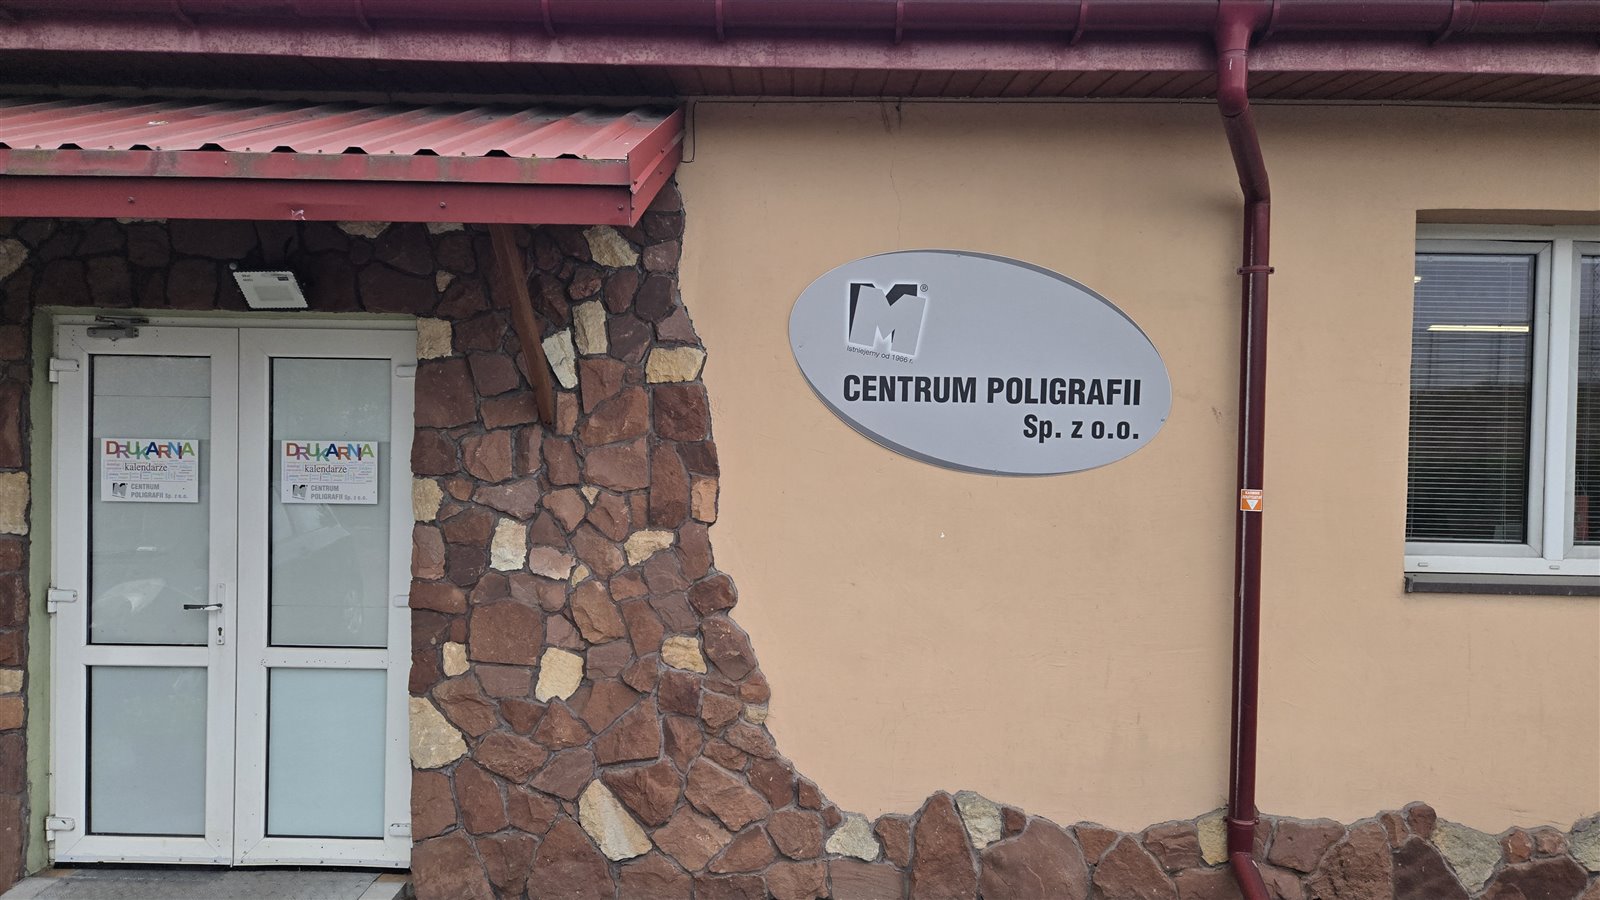 M®
Istniejemy od 1966 r.
CENTRUM POLIGRAFII
Sp. z o.o.
DRUKARNIA
kalendarze
CENTRUM
POLIGRAFII Sp. z o.o.
DRUKARNIA
kalendarze
CENTRUM
POLIGRAFII Sp. z o.o.